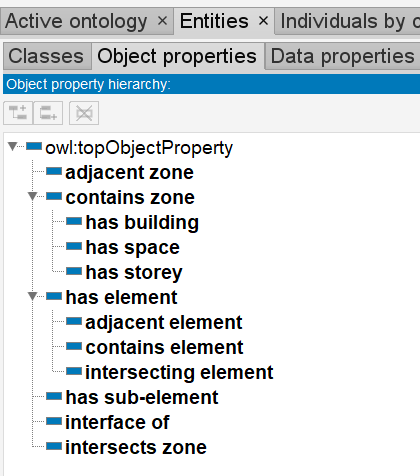 Active ontology × Entities × Individuals by c
Classes Object properties Data properties
Object property hierarchy:
owl:topObjectProperty
adjacent zone
contains zone
has building
has space
has storey
has element
adjacent element
contains element
intersecting element
has sub-element
interface of
intersects zone